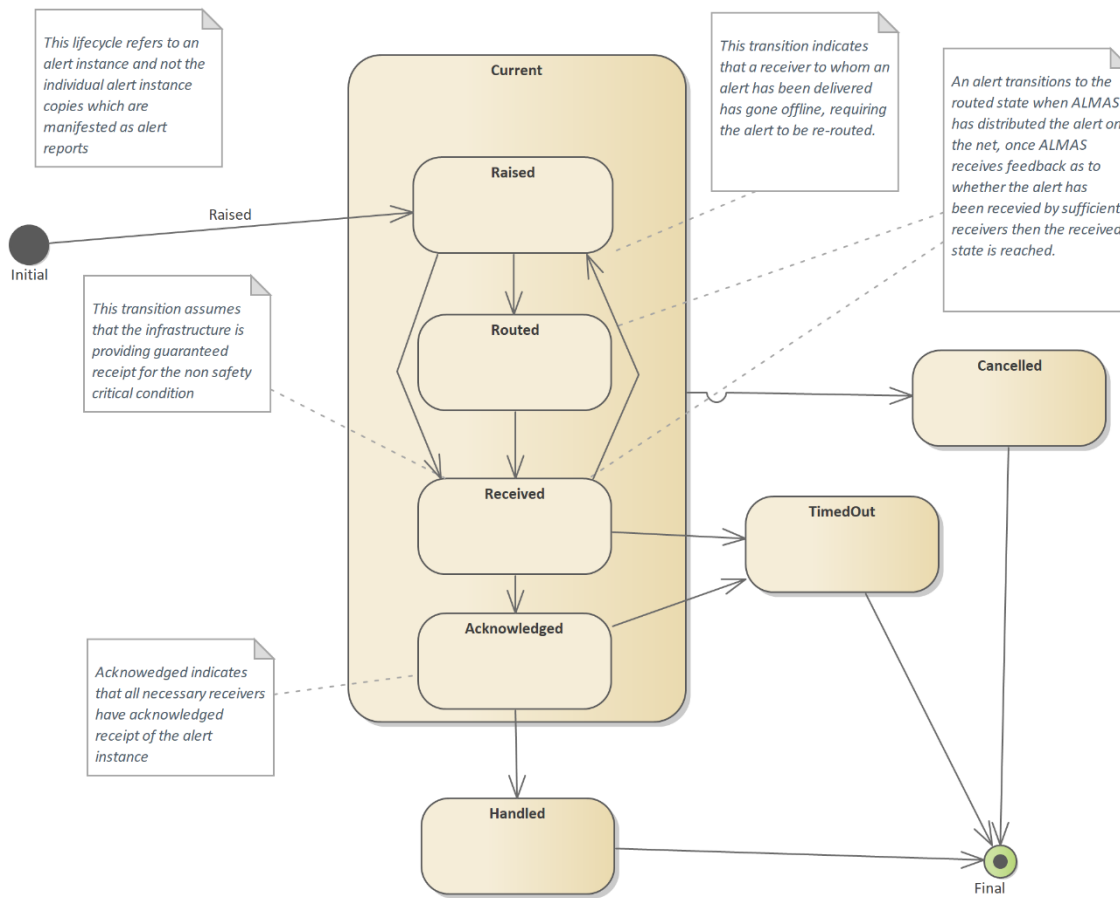 This lifecycle refers to an
alert instance and not the
individual alert instance
copies which are
manifested as alert
reports
Current
This transition indicates
that a receiver to whom an
alert has been delivered
has gone offline, requiring
the alert to be re-routed.
An alert transitions to the
routed state when ALMAS
has distributed the alert on
the net, once ALMAS
receives feedback as to
whether the alert has
been recevied by sufficient
receivers then the received
state is reached.
Raised
Raised
Initial
This transition assumes
that the infrastructure is
providing guaranteed
receipt for the non safety
critical condition
Routed
Cancelled
Received
TimedOut
Acknowledged
Acknowedged indicates
that all necessary receivers
have acknowledged
receipt of the alert
instance
Handled
Final